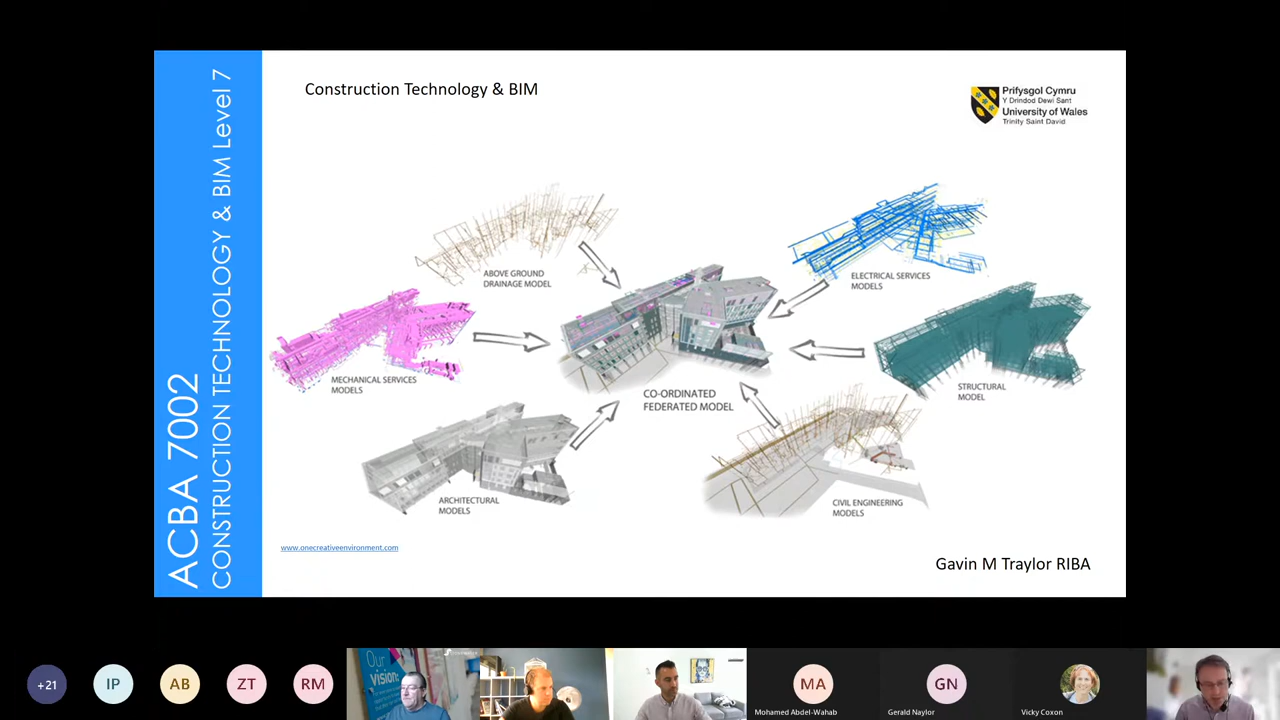 ACBA 7002
CONSTRUCTION TECHNOLOGY & BIM Level 7
Construction Technology & BIM
Prifysgol Cymru
Y Drindod Dewi Sant
University of Wales
Trinity Saint David
ABOVE GROUND
DRAINAGE MODEL
ELECTRICAL SERVICES
MODELS
MECHANICAL SERVICES
MODELS
CO-ORDINATED
FEDERATED MODEL
STRUCTURAL
MODEL
ARCHITECTURAL
MODELS
CIVIL ENGINEERING
MODELS
www.onecreativeenvironment.com
Gavin M Traylor RIBA
+21
IP
AB
ZT
RM
Our
vision:
MA
Mohamed Abdel-Wahab
GN
Gerald Naylor
Vicky Coxon